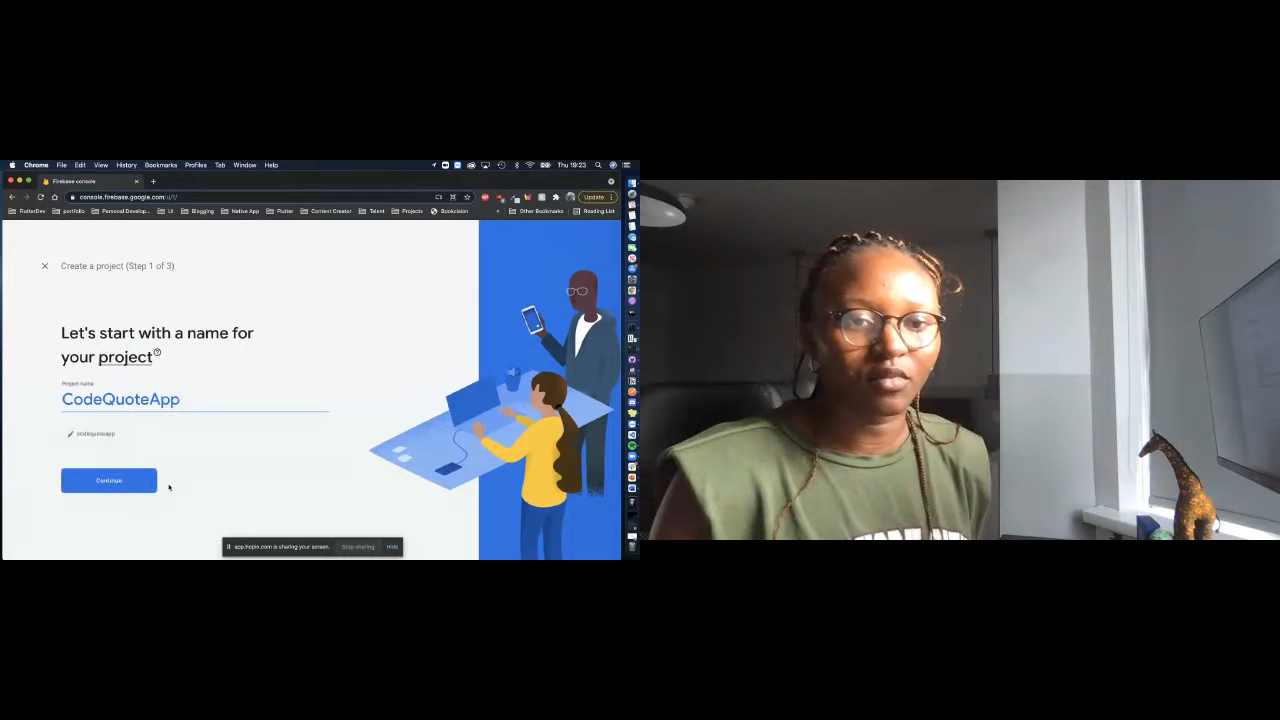 Chrome File Edit View History Bookmarks Profiles Tab Window Help Thu 19:23
Firebase console
console.firebase.google.com/u/1/ Update
FlutterDev portfolio Personal Develop... UI Blogging Native App Flutter Content Creator Talent Projects Bookcision » Other Bookmarks Reading List
Create a project (Step 1 of 3)
Let's start with a name for
your project
Project name
CodeQuoteApp
codequoteapp
Continue
app.hopin.com is sharing your screen. Stop sharing Hide